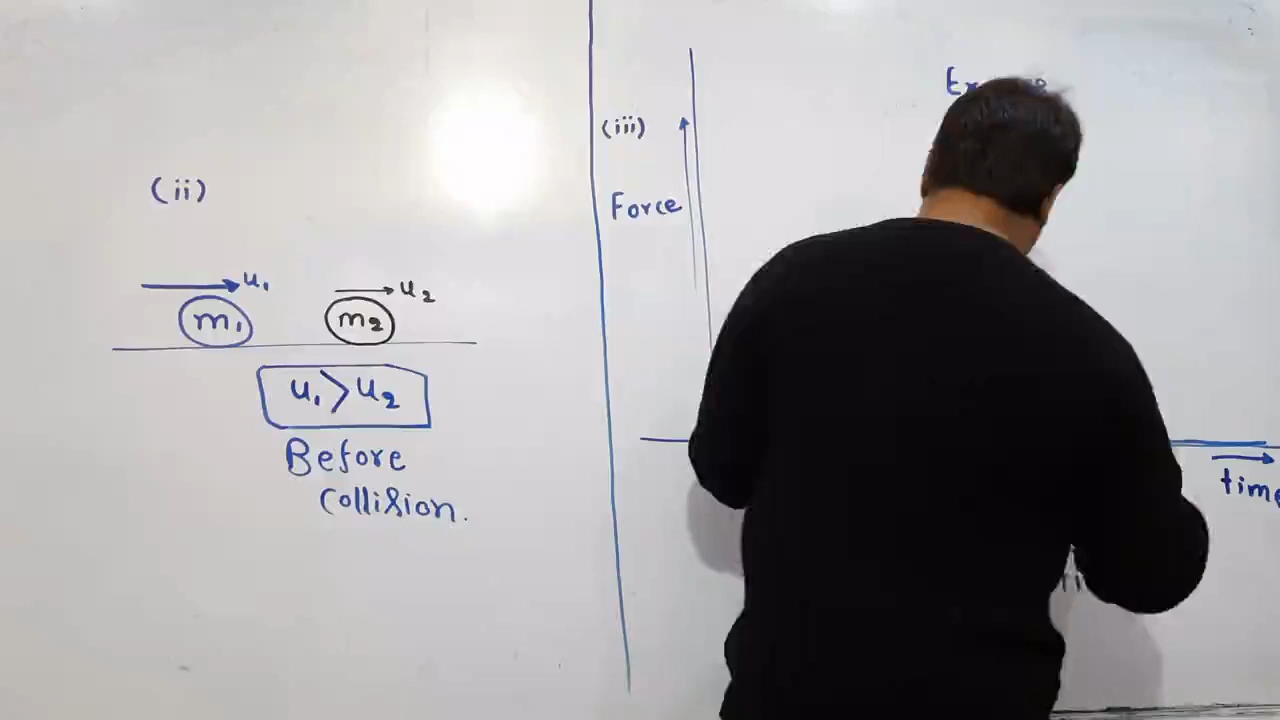 (ii)
u₁
u₂
m₁
m₂
u₁>u₂
Before
Collision.
(iii)
Force
time